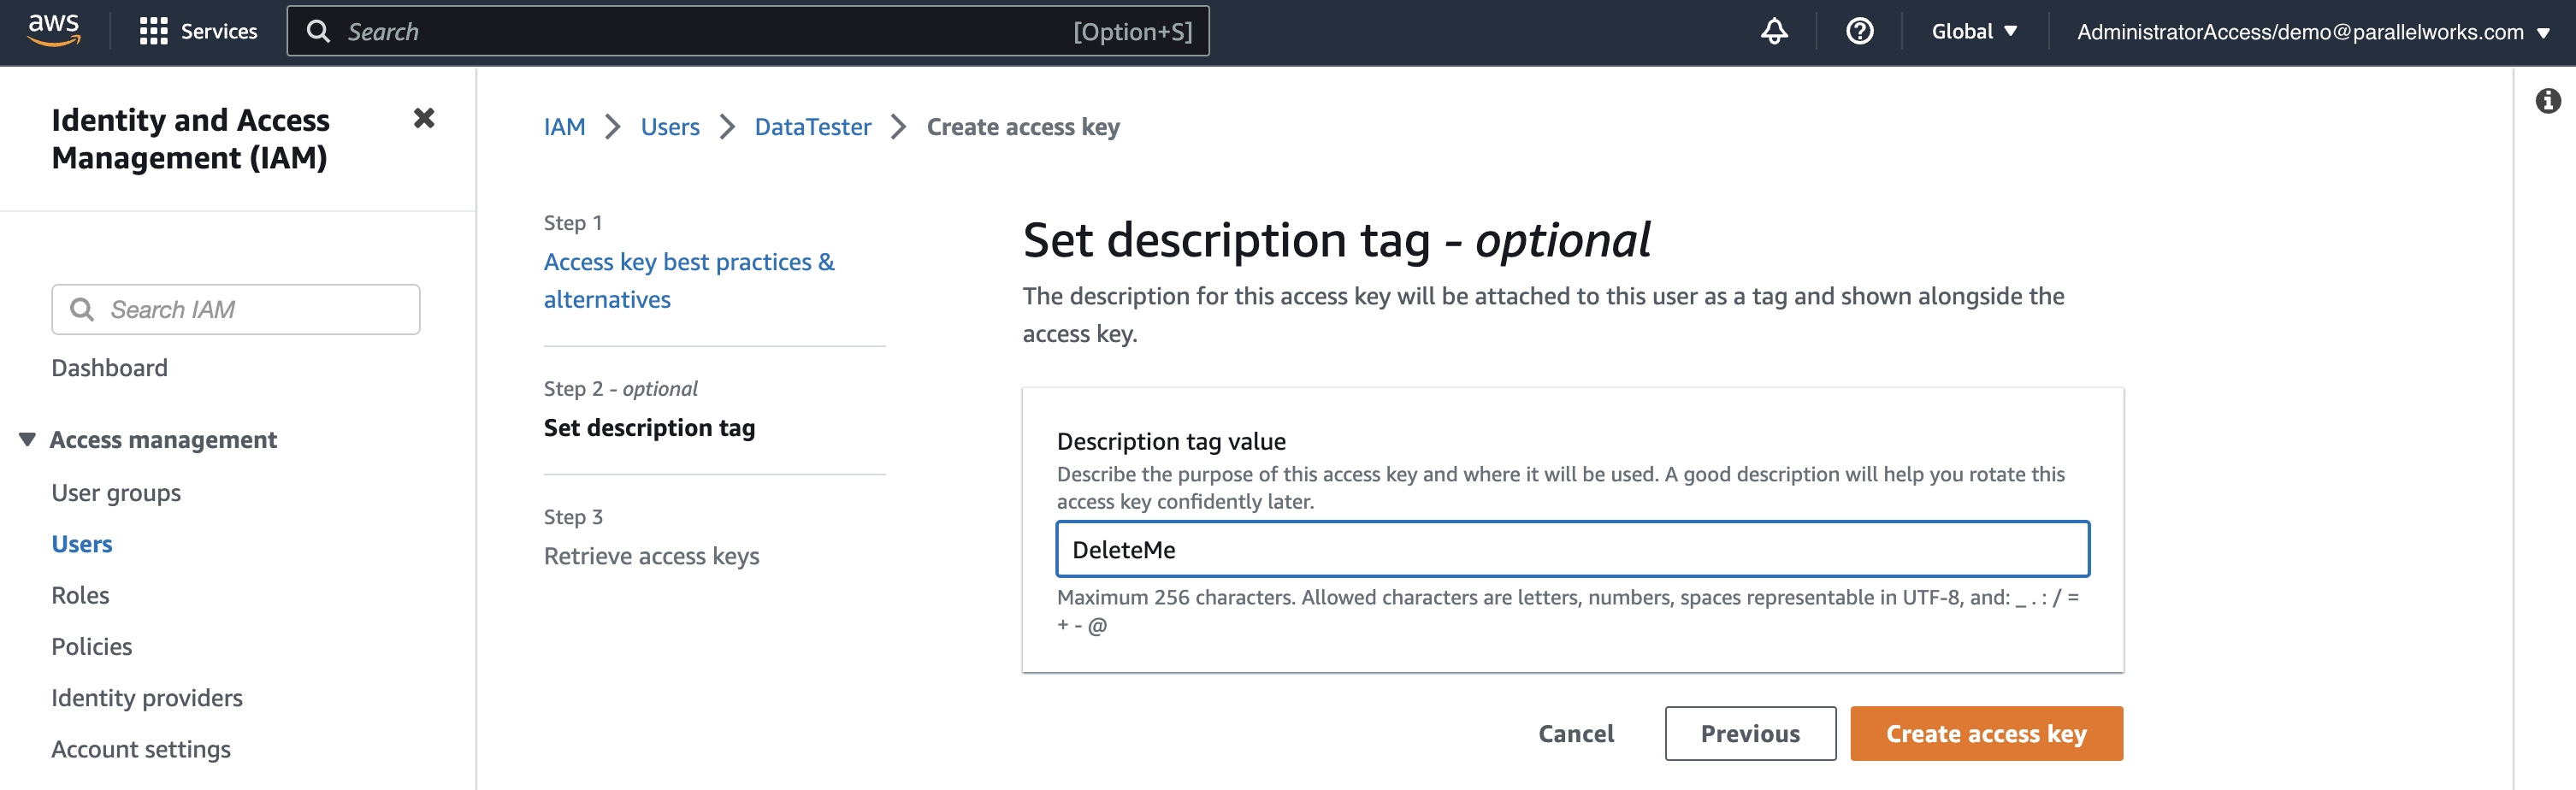 aws
Services
Search
[Option+S]
Global
AdministratorAccess/demo@parallelworks.com
Identity and Access
Management (IAM)
Search IAM
Dashboard
Access management
User groups
Users
Roles
Policies
Identity providers
Account settings
IAM
Users
DataTester
Create access key
Step 1
Access key best practices &
alternatives
Step 2 - optional
Set description tag
Step 3
Retrieve access keys
Set description tag - optional
The description for this access key will be attached to this user as a tag and shown alongside the
access key.
Description tag value
Describe the purpose of this access key and where it will be used. A good description will help you rotate this
access key confidently later.
DeleteMe
Maximum 256 characters. Allowed characters are letters, numbers, spaces representable in UTF-8, and: _ . : / =
+ - @
Cancel
Previous
Create access key